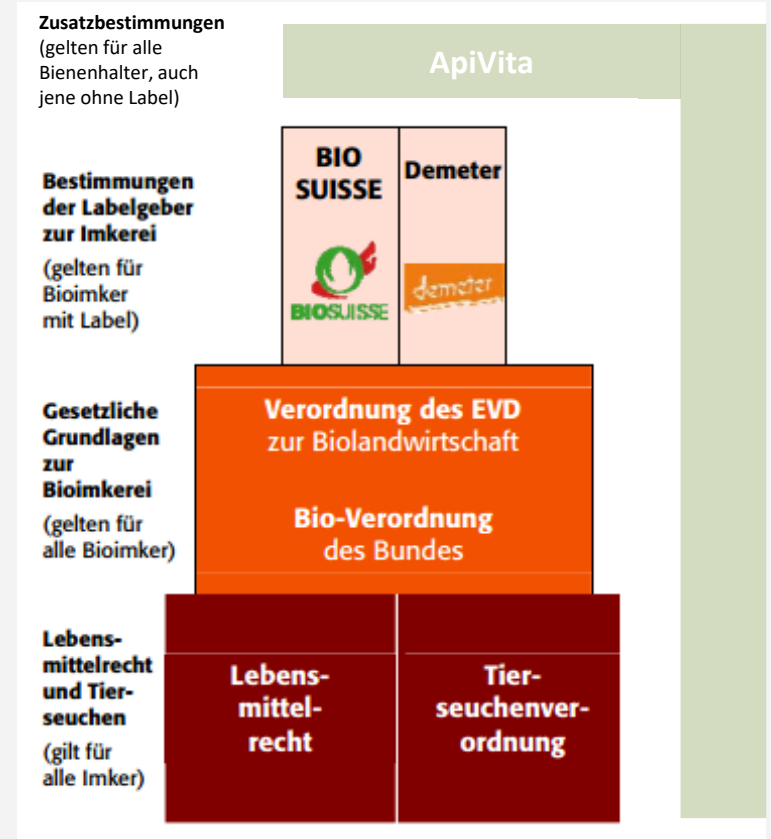 Zusatzbestimmungen
(gelten für alle
Bienenhalter, auch
jene ohne Label)
ApiVita
Bestimmungen
der Labelgeber
zur Imkerei
(gelten für
Bioimker
mit Label)
BIO
SUISSE
BIOSUISSE
Demeter
demeter
Gesetzliche
Grundlagen
zur
Bioimkerei
(gelten für
alle Bioimker)
Verordnung des EVD
zur Biolandwirtschaft
Bio-Verordnung
des Bundes
Lebens-
mittelrecht
und Tier-
seuchen
(gilt für
alle Imker)
Lebens-
mittel-
recht
Tier-
seuchenver-
ordnung